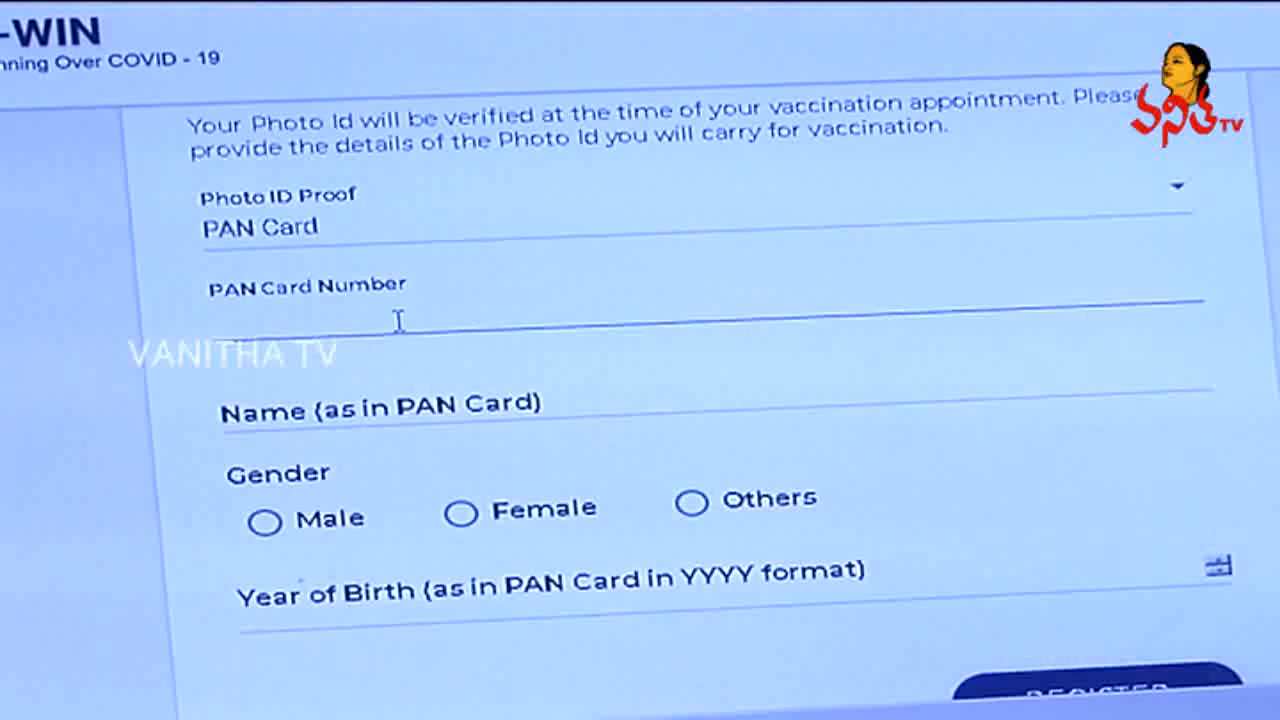 -WIN
nning Over COVID - 19
Your Photo Id will be verified at the time of your vaccination appointment. Please
provide the details of the Photo Id you will carry for vaccination.
వనిత TV
Photo ID Proof
PAN Card
PAN Card Number
VANITHA TV
Name (as in PAN Card)
Gender
Male Female Others
Year of Birth (as in PAN Card in YYYY format)
REGISTER